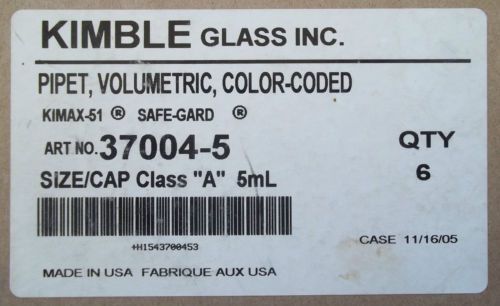 KIMBLE GLASS INC.
PIPET, VOLUMETRIC, COLOR-CODED
KIMAX-51 ® SAFE-GARD ®
ART NO. 37004-5 QTY
SIZE/CAP Class "A" 5mL 6
+H1543700453
CASE 11/16/05
MADE IN USA FABRIQUE AUX USA